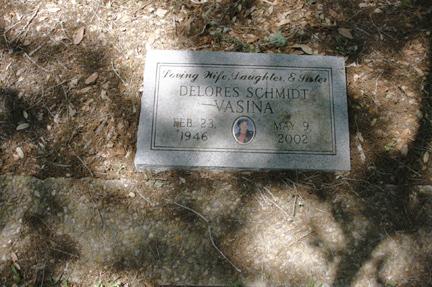 Loving Wife, Daughter, & Sister
DELORES SCHMIDT
VASINA
FEB. 23, MAY 9,
1946 2002